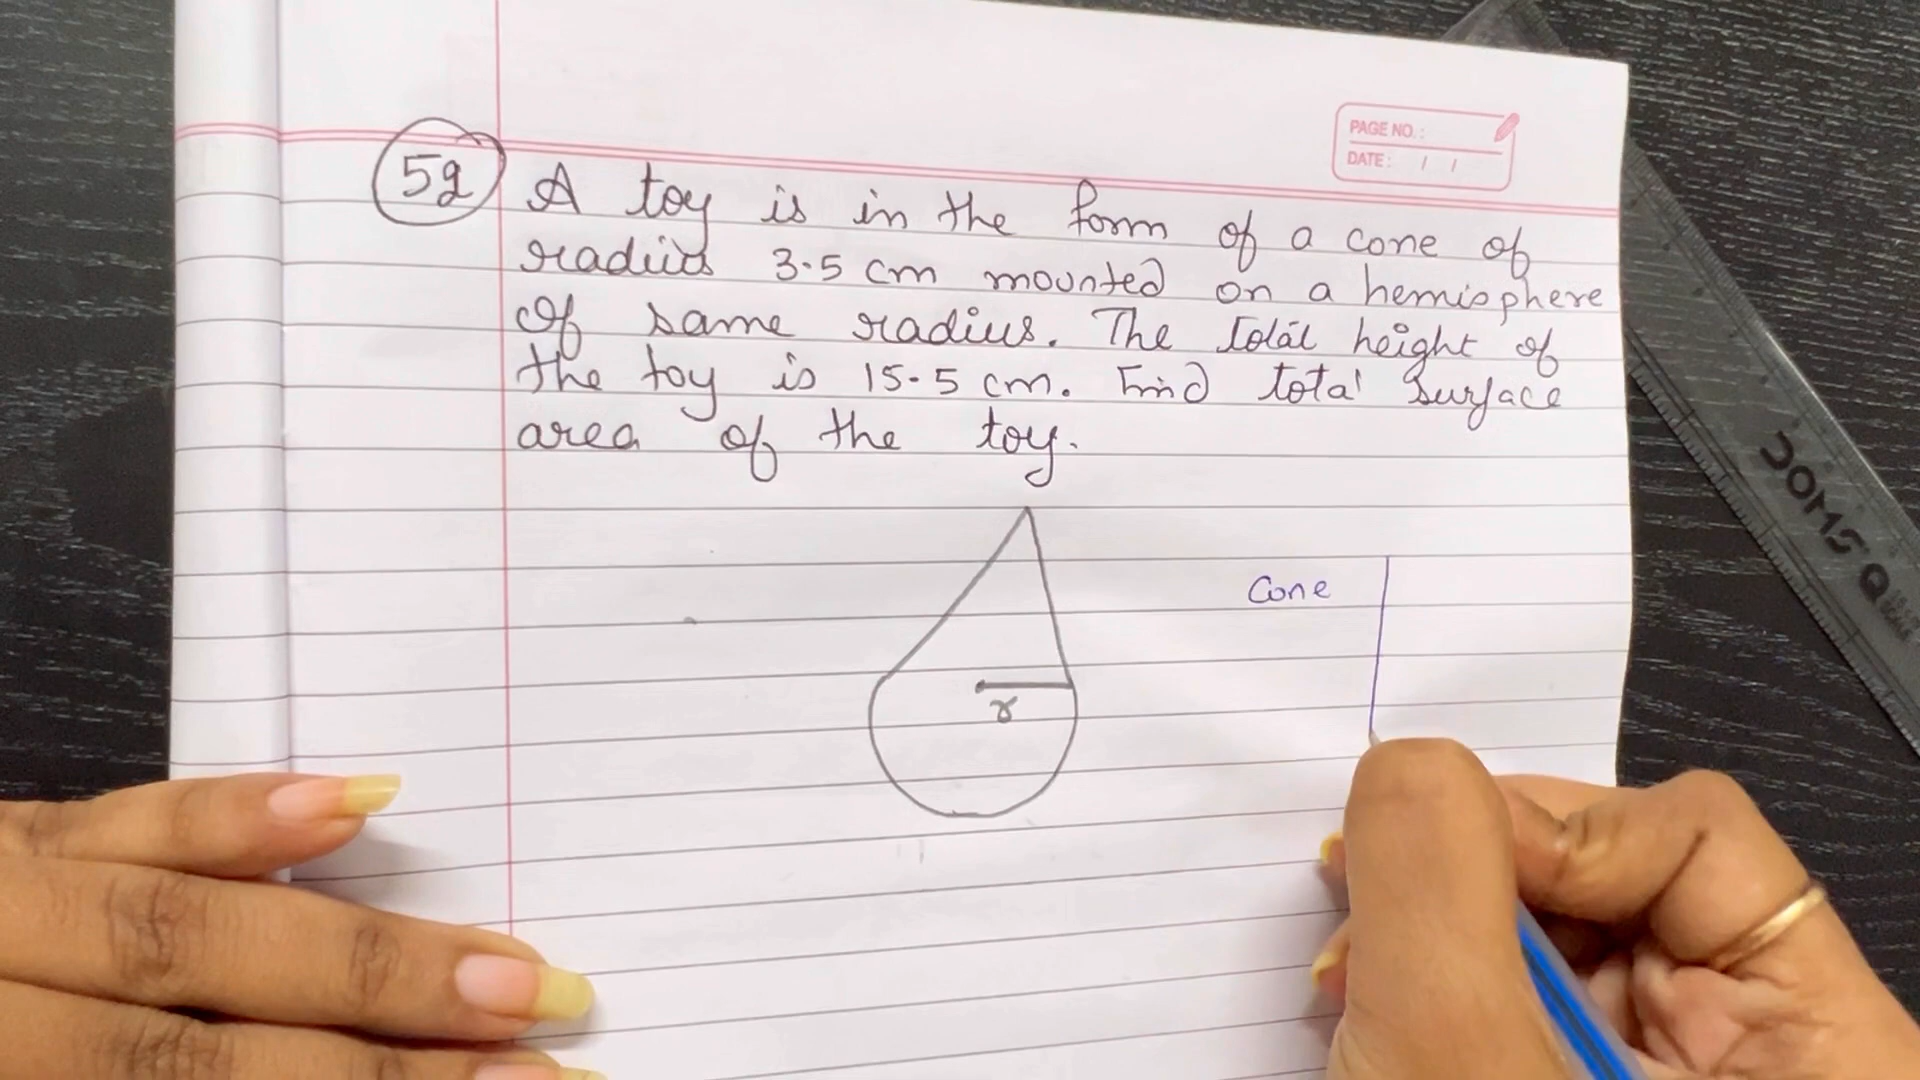 PAGE NO. :
DATE : / /
59 A toy is in the form of a cone of
radius 3.5 cm mounted on a hemisphere
of same radius. The total height of
the toy is 15.5 cm. Find total surface
area of the toy.
Cone
r
DOMS